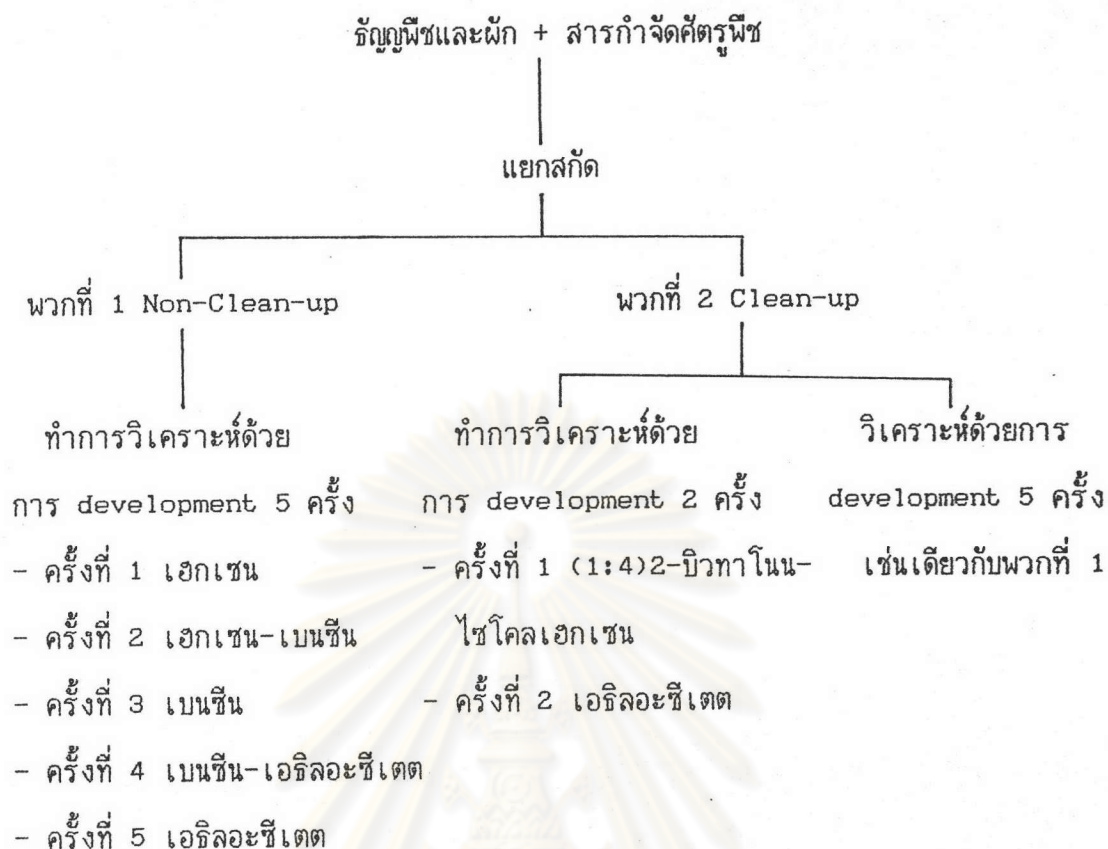 ธัญญพืชและผัก + สารกำจัดศัตรูพืช
แยกสกัด
พวกที่ 1 Non-Clean-up
พวกที่ 2 Clean-up
ทำการวิเคราะห์ด้วย
การ development 5 ครั้ง
- ครั้งที่ 1 เฮกเซน
- ครั้งที่ 2 เฮกเซน-เบนซีน
- ครั้งที่ 3 เบนซีน
- ครั้งที่ 4 เบนซีน-เอธิลอะซีเตต
- ครั้งที่ 5 เอธิลอะซีเตต
ทำการวิเคราะห์ด้วย
การ development 2 ครั้ง
- ครั้งที่ 1 (1:4)2-บิวทาโนน-
ไซโคลเฮกเซน
- ครั้งที่ 2 เอธิลอะซีเตต
วิเคราะห์ด้วยการ
development 5 ครั้ง
เช่นเดียวกับพวกที่ 1